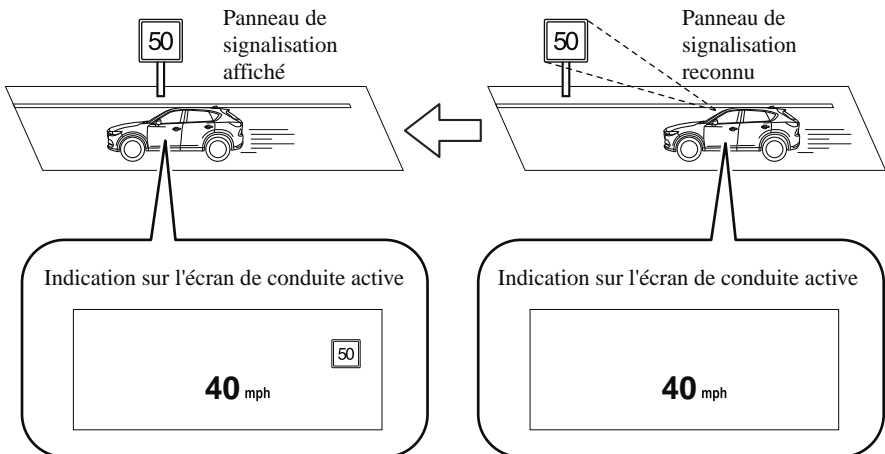 50
Panneau de
signalisation
affiché
50
Panneau de
signalisation
reconnu
Indication sur l'écran de conduite active
50
40 mph
Indication sur l'écran de conduite active
40 mph